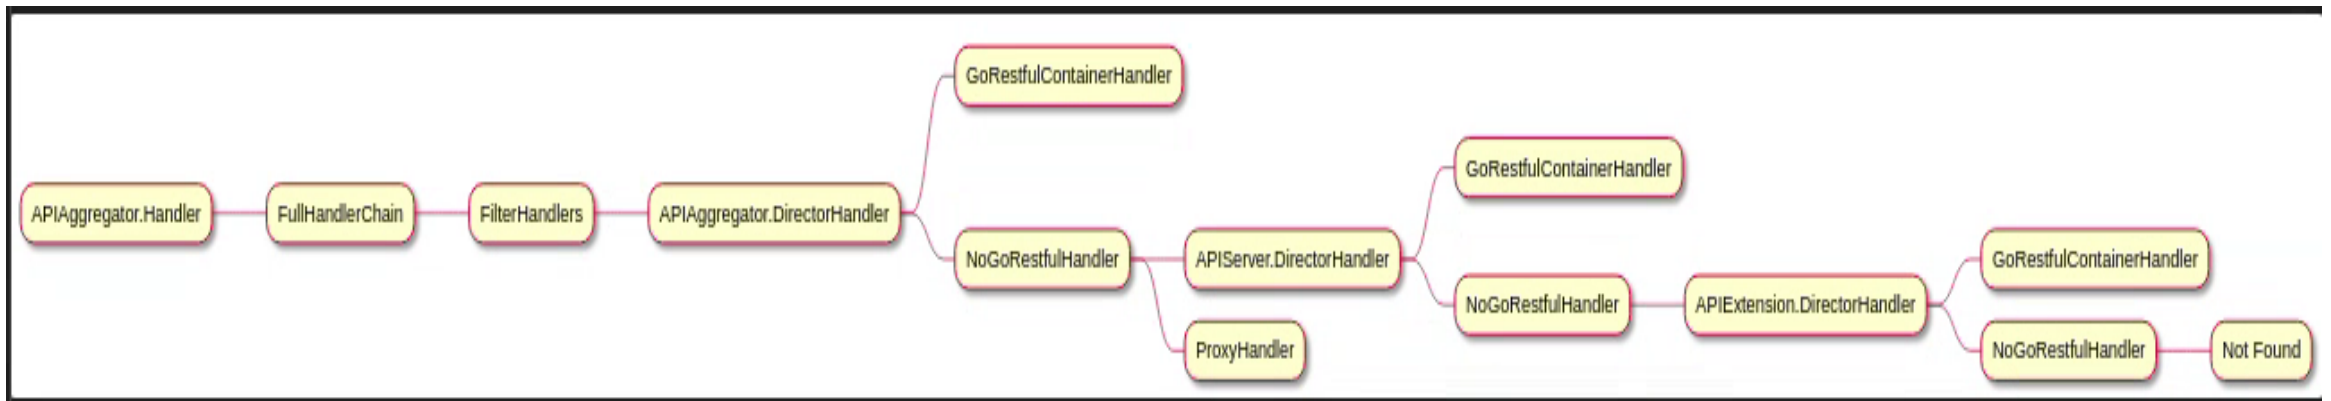 APIAggregator.Handler
FullHandlerChain
FilterHandlers
APIAggregator.DirectorHandler
GoRestfulContainerHandler
NoGoRestfulHandler
APIServer.DirectorHandler
ProxyHandler
GoRestfulContainerHandler
NoGoRestfulHandler
APIExtension.DirectorHandler
GoRestfulContainerHandler
NoGoRestfulHandler
Not Found